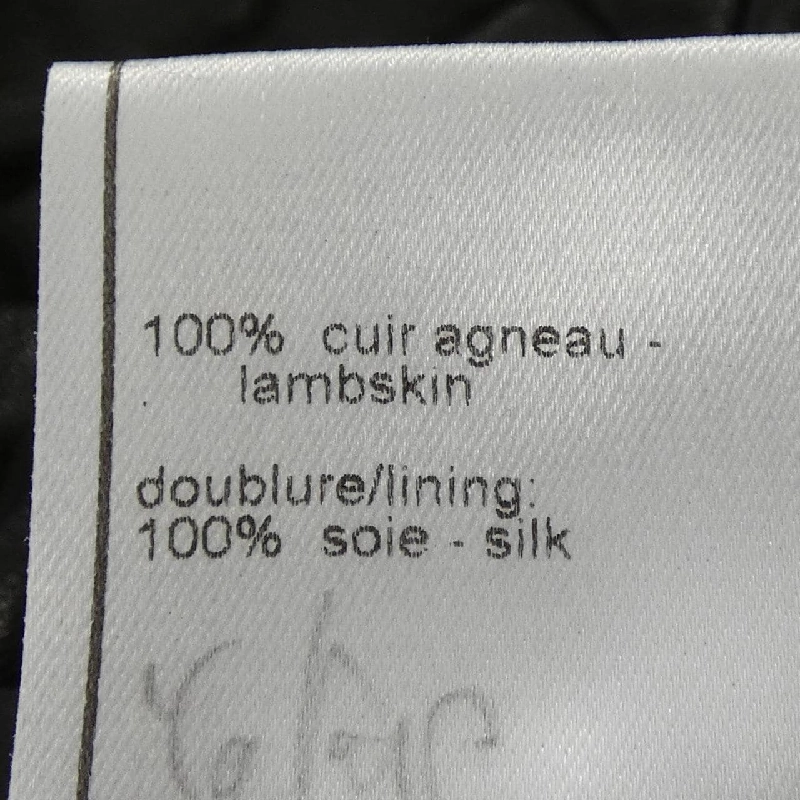 100% cuir agneau -
lambskin
doublure/lining:
100% soie - silk